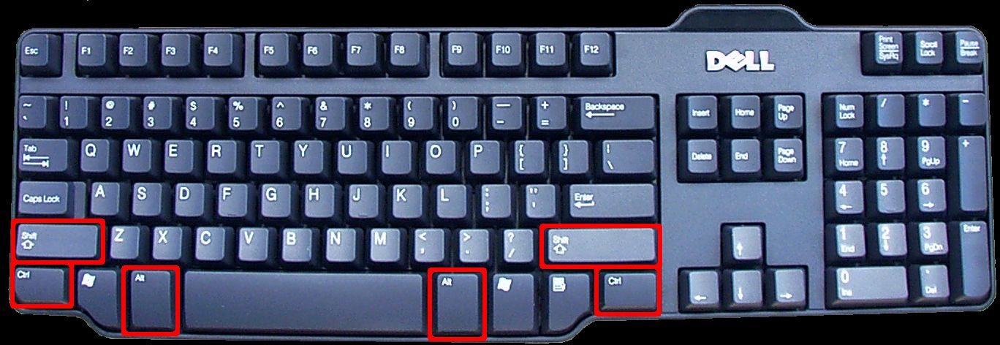 Esc F1 F2 F3 F4 F5 F6 F7 F8 F9 F10 F11 F12 DELL Print Screen SysRq Scroll Lock Pause Break
~ ` ! 1 @ 2 # 3 $ 4 % 5 ^ 6 & 7 * 8 ( 9 ) 0 — - + = Backspace Insert Home Page Up Num Lock / * -
Tab Q W E R T Y U I O P { [ } ] | \ Delete End Page Down 7 Home 8 ↑ 9 PgUp +
Caps Lock A S D F G H J K L : ; " ' Enter 4 ← 5 6 →
Shift Z X C V B N M < , > . ? / Shift ↑ 1 End 2 ↓ 3 PgDn Enter
Ctrl Alt Alt Ctrl ← ↓ → 0 Ins . Del